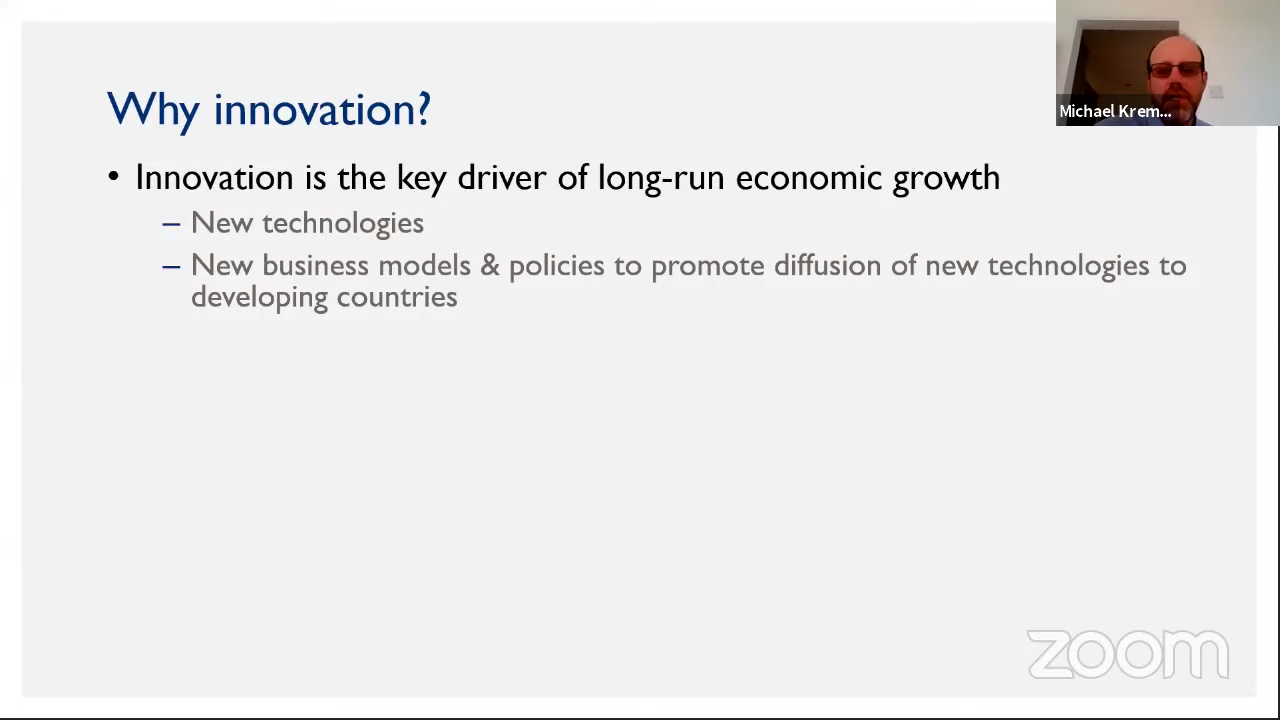 Why innovation?
Michael Krem...
• Innovation is the key driver of long-run economic growth
– New technologies
– New business models & policies to promote diffusion of new technologies to
developing countries
zoom